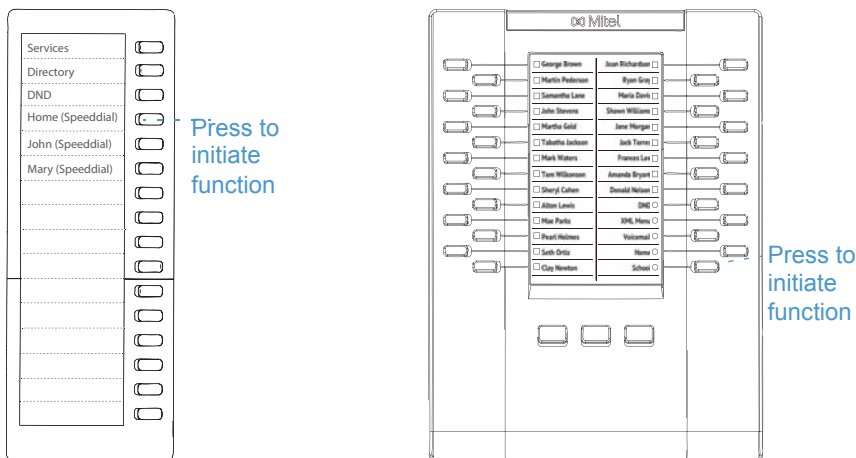 Services
Directory
DND
Home (Speeddial)
John (Speeddial)
Mary (Speeddial)
Press to
initiate
function
Mitel
George Brown
Martin Pederson
Samantha Lane
John Stevens
Martha Gold
Tabatha Jackson
Mark Waters
Tom Wilkonson
Sheryl Cohen
Alton Lewis
Mae Parks
Pearl Holmes
Seth Ortiz
Clay Newton
Joan Richardson
Ryan Gray
Maria Davis
Shawn Williams
Jane Morgan
Jack Torres
Frances Lee
Amanda Bryant
Donald Nelson
DND
XML Menu
Voicemail
Home
School
Press to
initiate
function